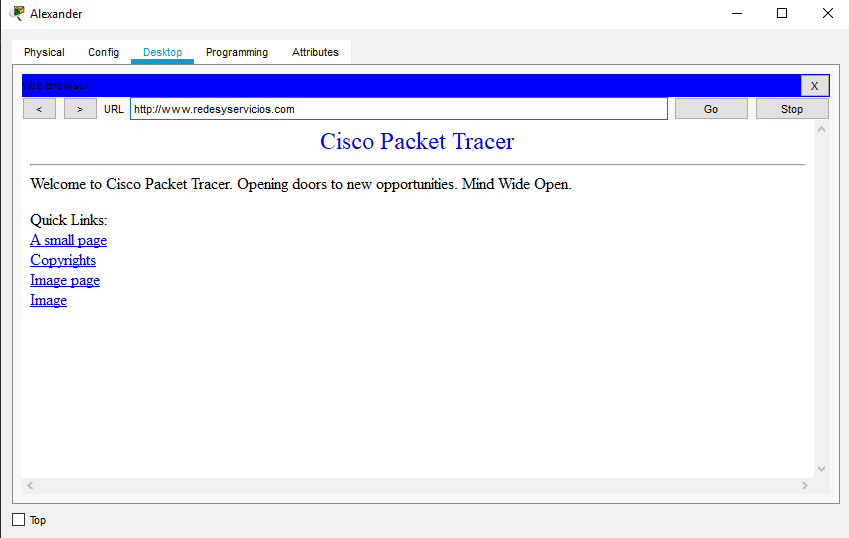 Alexander
Physical Config Desktop Programming Attributes
Web Browser X
< > URL http://www.redesyservicios.com Go Stop
Cisco Packet Tracer
Welcome to Cisco Packet Tracer. Opening doors to new opportunities. Mind Wide Open.
Quick Links:
A small page
Copyrights
Image page
Image
Top